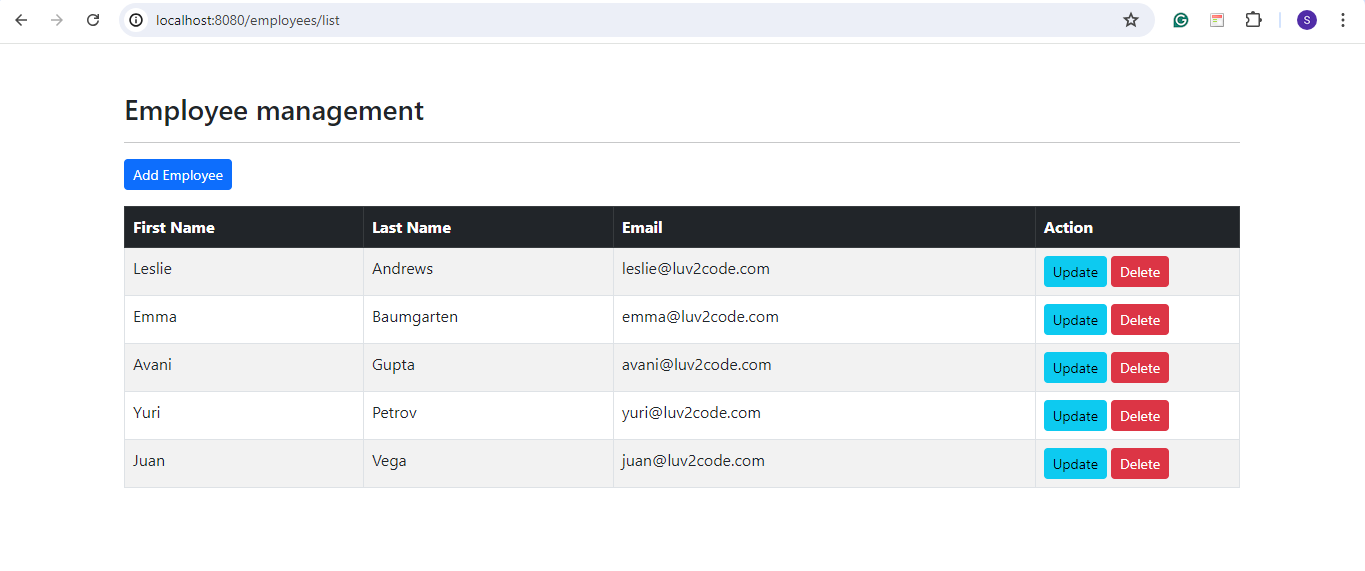 localhost:8080/employees/list
S
Employee management
Add Employee
First Name Last Name Email Action
Leslie Andrews leslie@luv2code.com Update Delete
Emma Baumgarten emma@luv2code.com Update Delete
Avani Gupta avani@luv2code.com Update Delete
Yuri Petrov yuri@luv2code.com Update Delete
Juan Vega juan@luv2code.com Update Delete